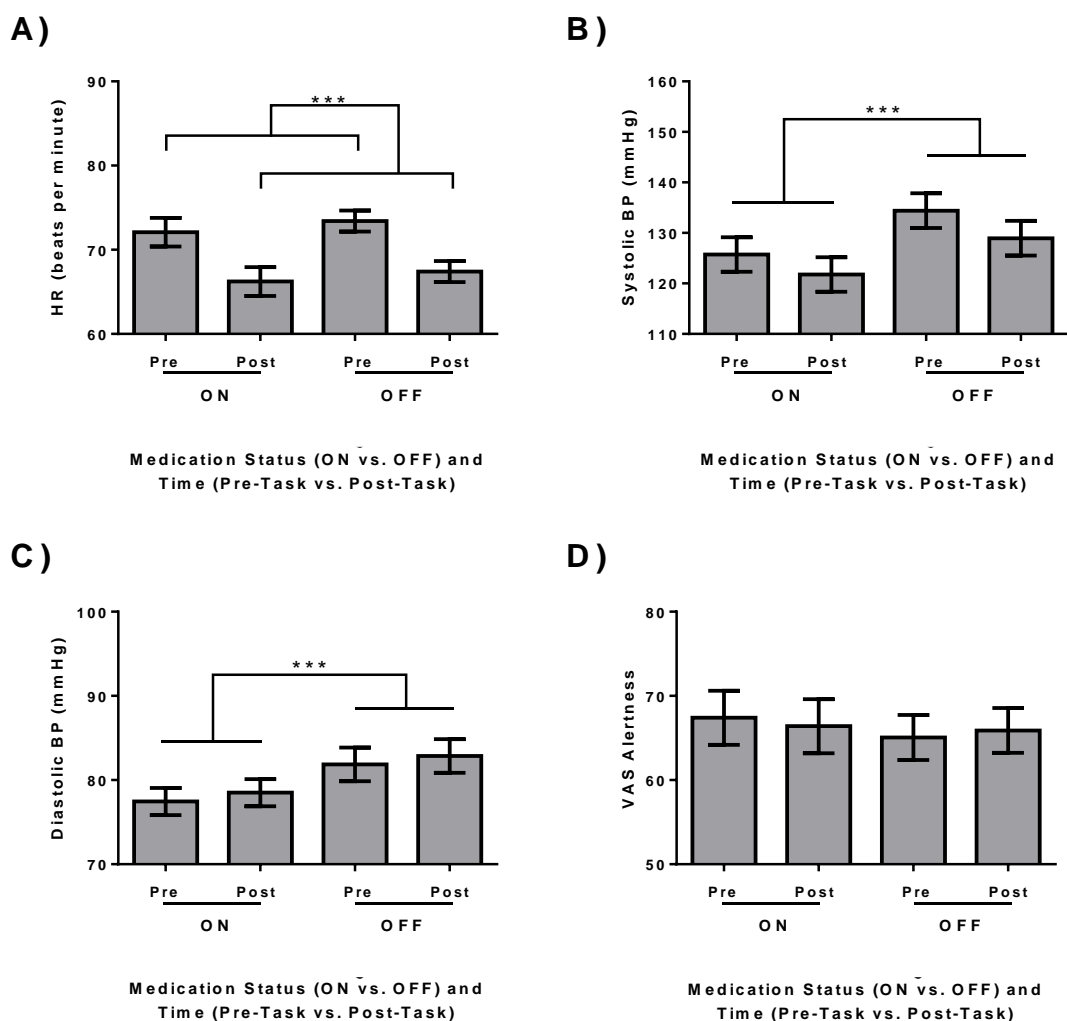 A)
90
80
70
60
HR (beats per minute)
***
Pre Post Pre Post
ON OFF
Medication Status (ON vs. OFF) and
Time (Pre-Task vs. Post-Task)
B)
160
150
140
130
120
110
Systolic BP (mmHg)
***
Pre Post Pre Post
ON OFF
Medication Status (ON vs. OFF) and
Time (Pre-Task vs. Post-Task)
C)
100
90
80
70
Diastolic BP (mmHg)
***
Pre Post Pre Post
ON OFF
Medication Status (ON vs. OFF) and
Time (Pre-Task vs. Post-Task)
D)
80
70
60
50
VAS Alertness
Pre Post Pre Post
ON OFF
Medication Status (ON vs. OFF) and
Time (Pre-Task vs. Post-Task)